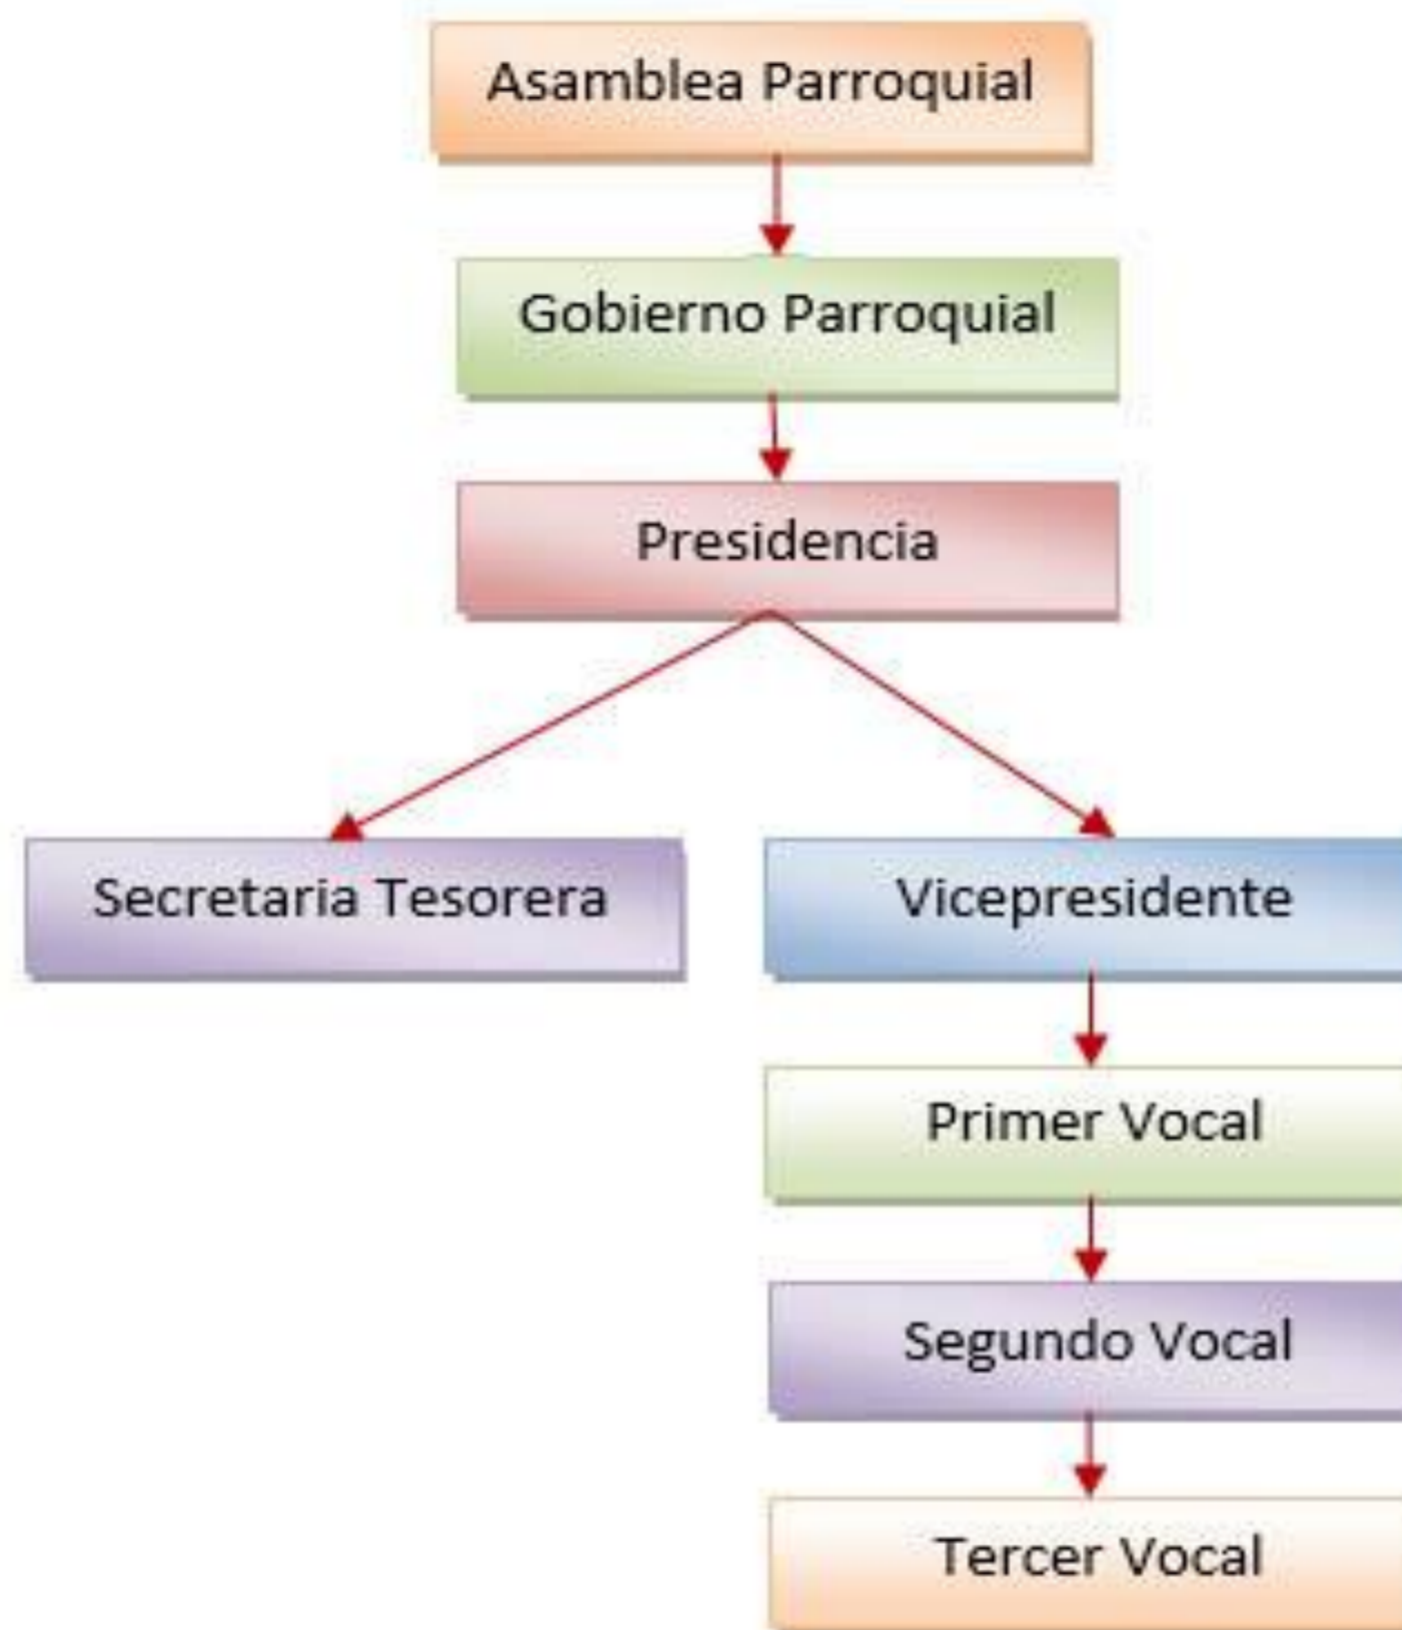 Asamblea Parroquial
Gobierno Parroquial
Presidencia
Secretaria Tesorera
Vicepresidente
Primer Vocal
Segundo Vocal
Tercer Vocal